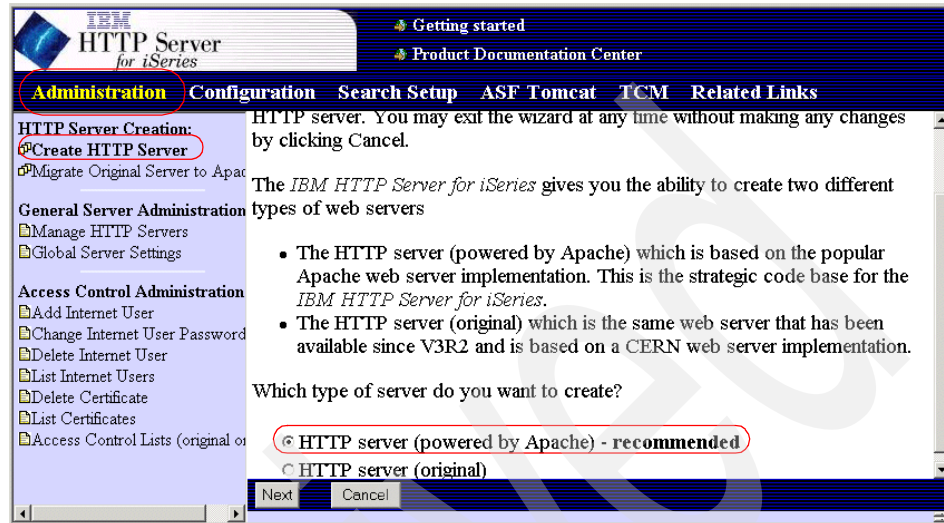 IBM
HTTP Server
for iSeries
Getting started
Product Documentation Center
Administration Configuration Search Setup ASF Tomcat TCM Related Links
HTTP Server Creation:
Create HTTP Server
Migrate Original Server to Apac
General Server Administration
Manage HTTP Servers
Global Server Settings
Access Control Administration
Add Internet User
Change Internet User Password
Delete Internet User
List Internet Users
Delete Certificate
List Certificates
Access Control Lists (original or
HTTP server. You may exit the wizard at any time without making any changes
by clicking Cancel.
The IBM HTTP Server for iSeries gives you the ability to create two different
types of web servers
• The HTTP server (powered by Apache) which is based on the popular
Apache web server implementation. This is the strategic code base for the
IBM HTTP Server for iSeries.
• The HTTP server (original) which is the same web server that has been
available since V3R2 and is based on a CERN web server implementation.
Which type of server do you want to create?
HTTP server (powered by Apache) - recommended
HTTP server (original)
Next Cancel